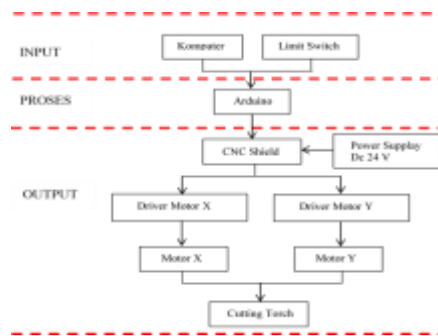 INPUT
Komputer
Limit Switch
PROSES
Arduino
CNC Shield
Power Supplay
Dc 24 V
OUTPUT
Driver Motor X
Driver Motor Y
Motor X
Motor Y
Cutting Torch